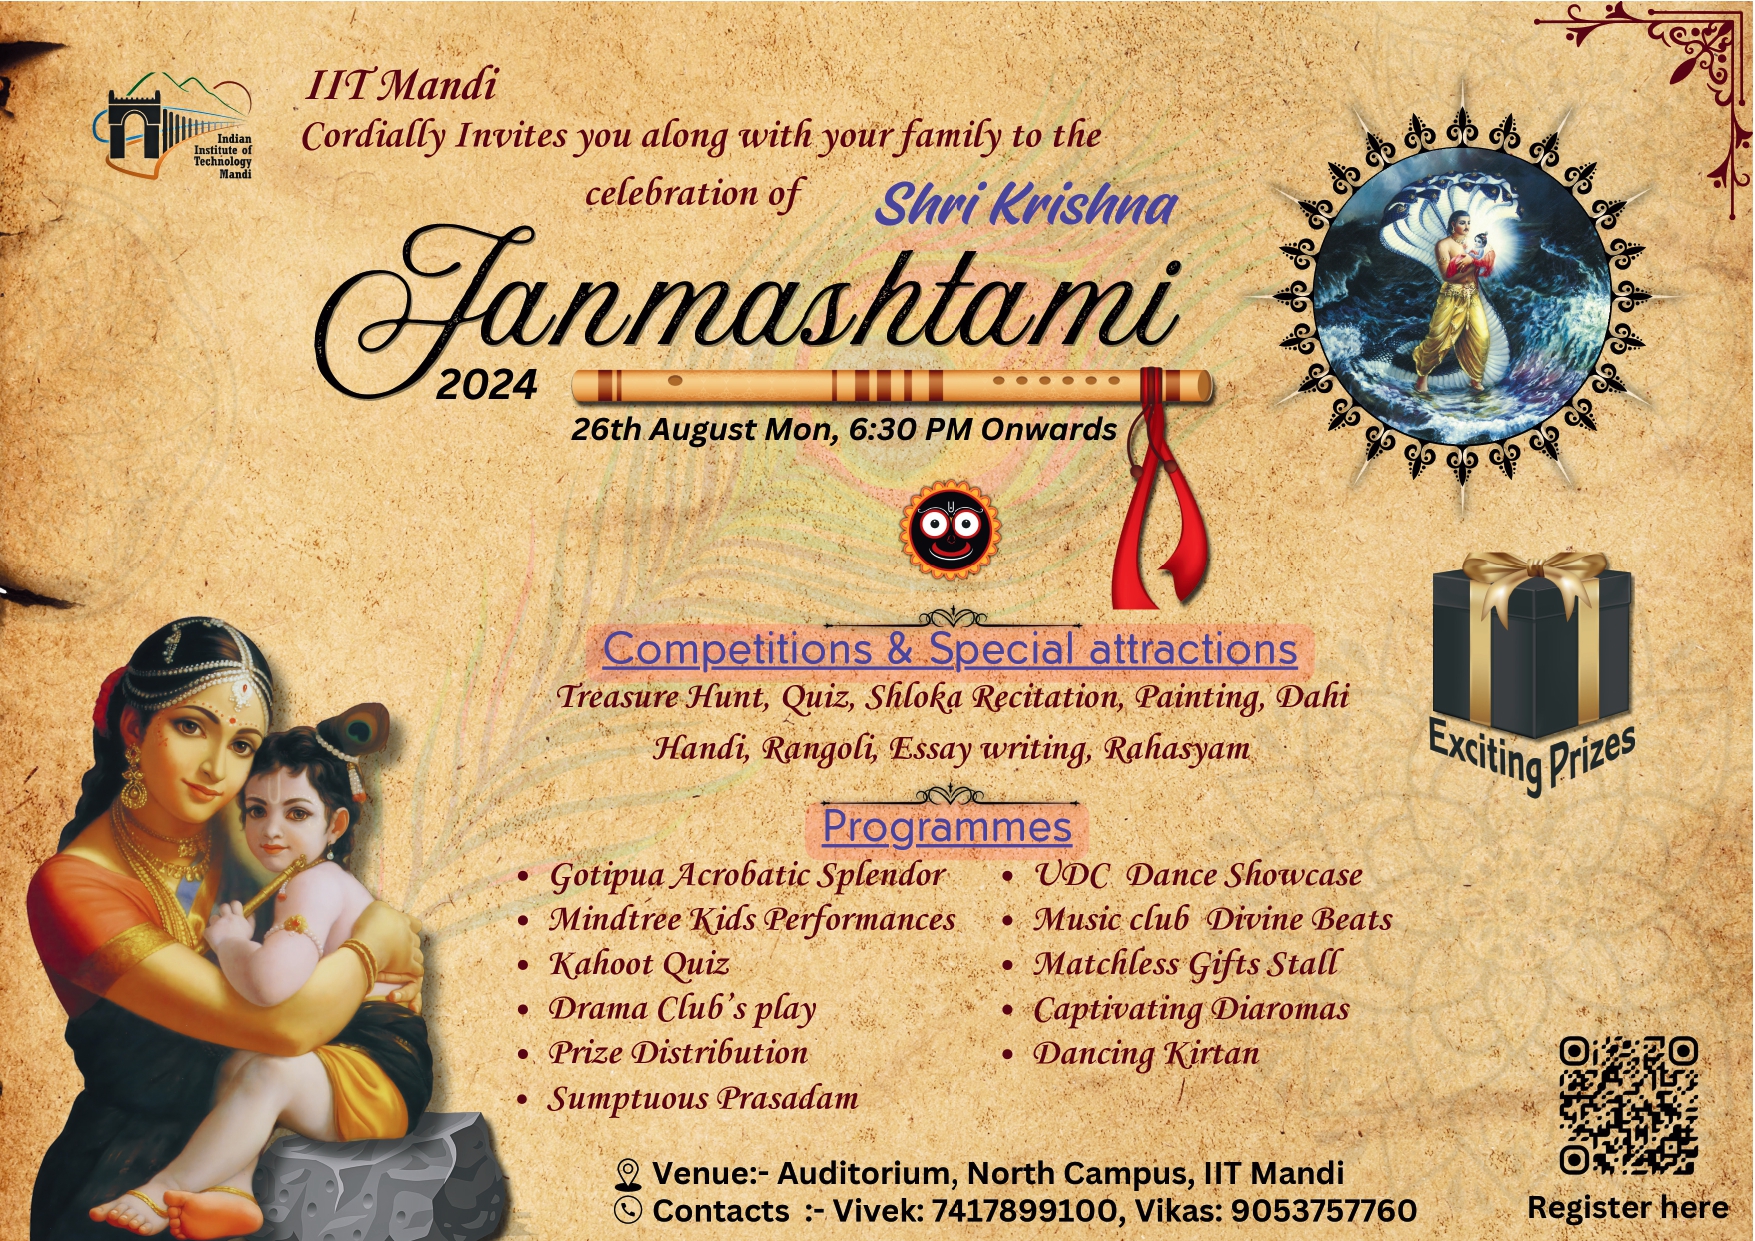 Indian
Institute of
Technology
Mandi
IIT Mandi
Cordially Invites you along with your family to the
celebration of Shri Krishna
Janmashtami
2024
26th August Mon, 6:30 PM Onwards
Competitions & Special attractions
Treasure Hunt, Quiz, Shloka Recitation, Painting, Dahi
Handi, Rangoli, Essay writing, Rahasyam
Exciting Prizes
Programmes
• Gotipua Acrobatic Splendor
• Mindtree Kids Performances
• Kahoot Quiz
• Drama Club's play
• Prize Distribution
• Sumptuous Prasadam
• UDC Dance Showcase
• Music club Divine Beats
• Matchless Gifts Stall
• Captivating Diaromas
• Dancing Kirtan
Venue:- Auditorium, North Campus, IIT Mandi
Contacts :- Vivek: 7417899100, Vikas: 9053757760
Register here